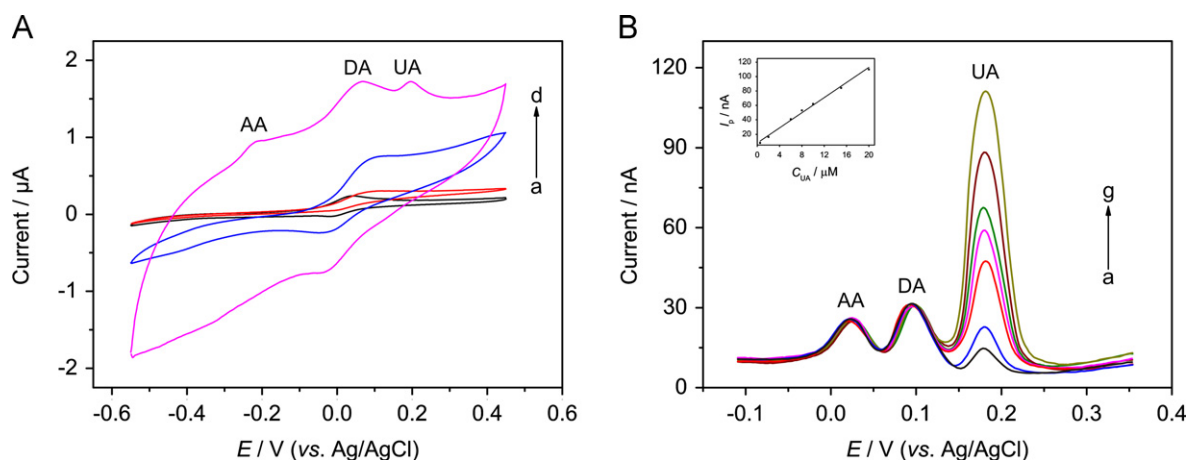 A
2
1
0
-1
-2
Current / μA
AA
DA
UA
d
a
-0.6
-0.4
-0.2
0.0
0.2
0.4
0.6
E / V (vs. Ag/AgCl)
B
120
90
60
30
0
Current / nA
120
100
80
60
40
20
Ip / nA
0
4
8
12
16
20
CUA / μM
UA
AA
DA
g
a
-0.1
0.0
0.1
0.2
0.3
0.4
E / V (vs. Ag/AgCl)